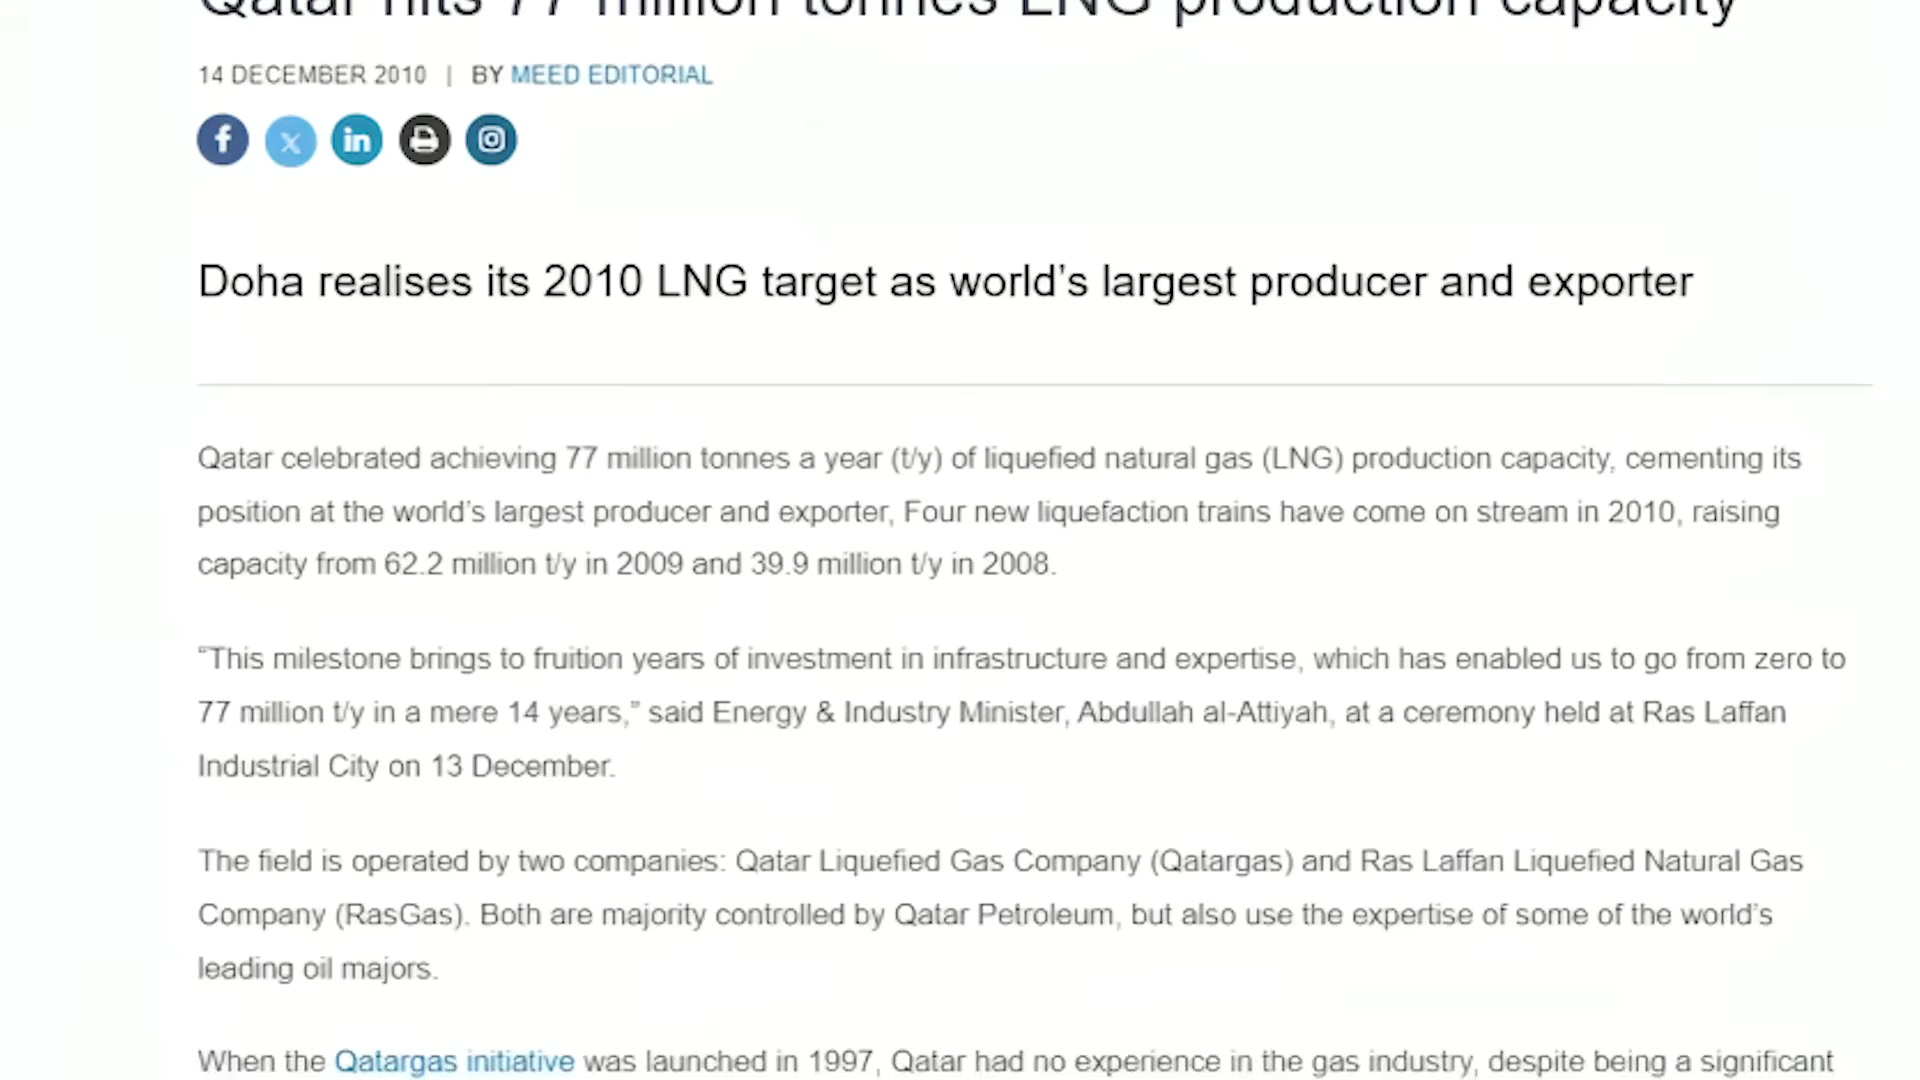 Qatar hits 77 million tonnes LNG production capacity
14 DECEMBER 2010 | BY MEED EDITORIAL
Doha realises its 2010 LNG target as world's largest producer and exporter
Qatar celebrated achieving 77 million tonnes a year (t/y) of liquefied natural gas (LNG) production capacity, cementing its
position at the world's largest producer and exporter, Four new liquefaction trains have come on stream in 2010, raising
capacity from 62.2 million t/y in 2009 and 39.9 million t/y in 2008.
“This milestone brings to fruition years of investment in infrastructure and expertise, which has enabled us to go from zero to
77 million t/y in a mere 14 years,” said Energy & Industry Minister, Abdullah al-Attiyah, at a ceremony held at Ras Laffan
Industrial City on 13 December.
The field is operated by two companies: Qatar Liquefied Gas Company (Qatargas) and Ras Laffan Liquefied Natural Gas
Company (RasGas). Both are majority controlled by Qatar Petroleum, but also use the expertise of some of the world's
leading oil majors.
When the Qatargas initiative was launched in 1997, Qatar had no experience in the gas industry, despite being a significant